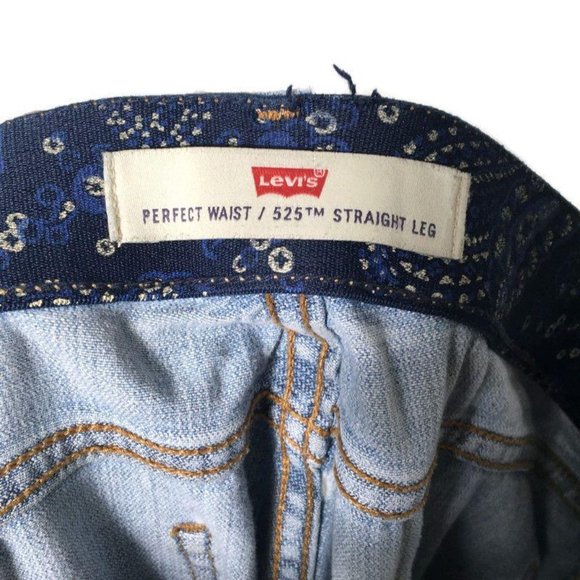 LEVI'S®
PERFECT WAIST / 525™ STRAIGHT LEG